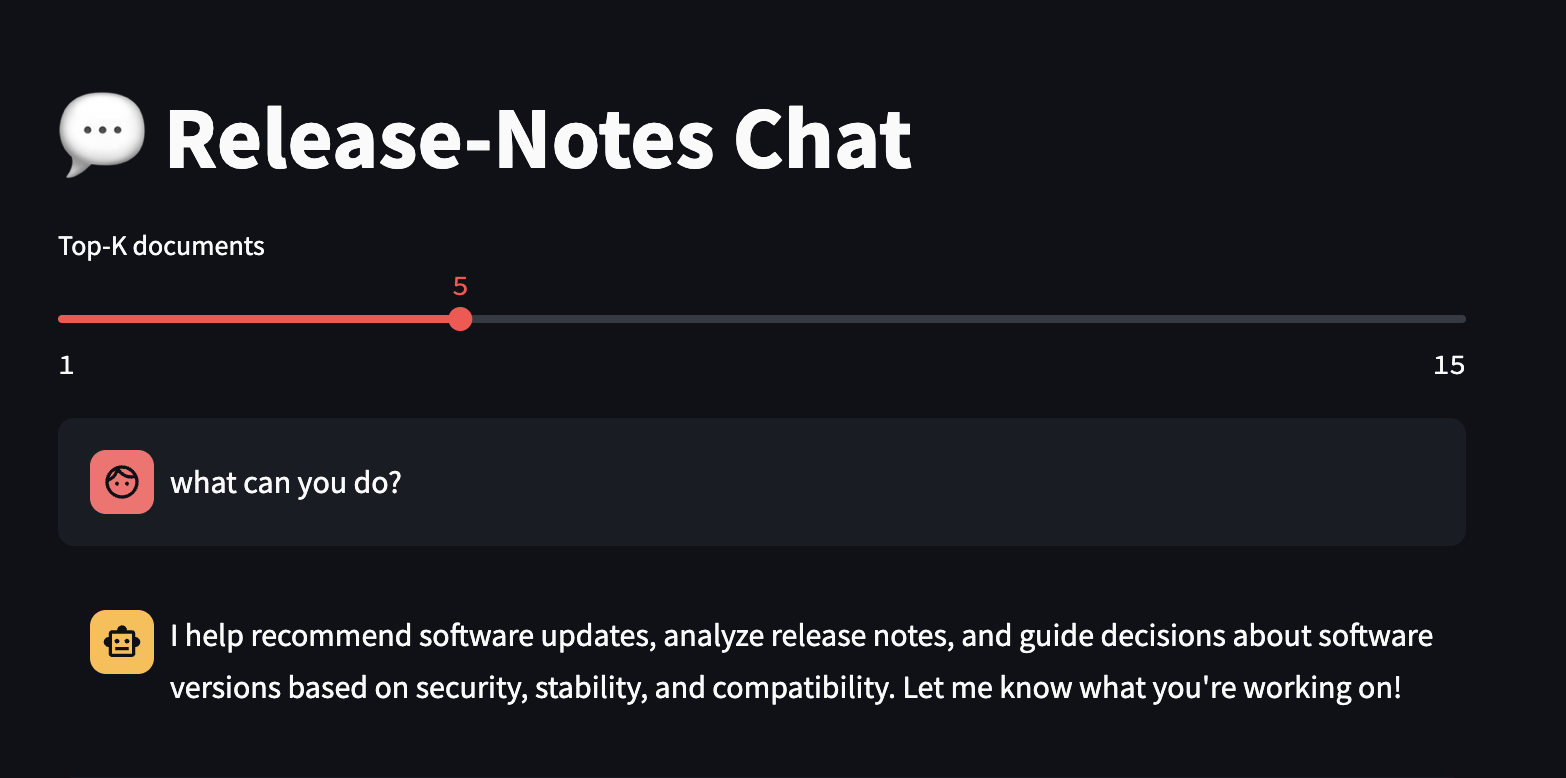 💬 Release-Notes Chat
Top-K documents
5
1
15
what can you do?
I help recommend software updates, analyze release notes, and guide decisions about software
versions based on security, stability, and compatibility. Let me know what you're working on!